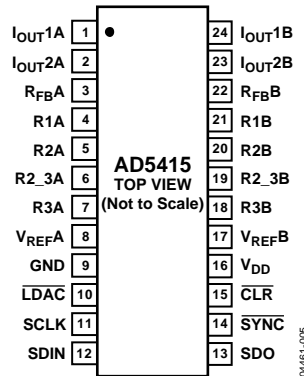 IOUT1A 1 24 IOUT1B
IOUT2A 2 23 IOUT2B
RFBA 3 22 RFBB
R1A 4 21 R1B
R2A 5 20 R2B
R2_3A 6 19 R2_3B
R3A 7 18 R3B
VREFA 8 17 VREFB
GND 9 16 VDD
LDAC 10 15 CLR
SCLK 11 14 SYNC
SDIN 12 13 SDO
AD5415
TOP VIEW
(Not to Scale)
04461-005